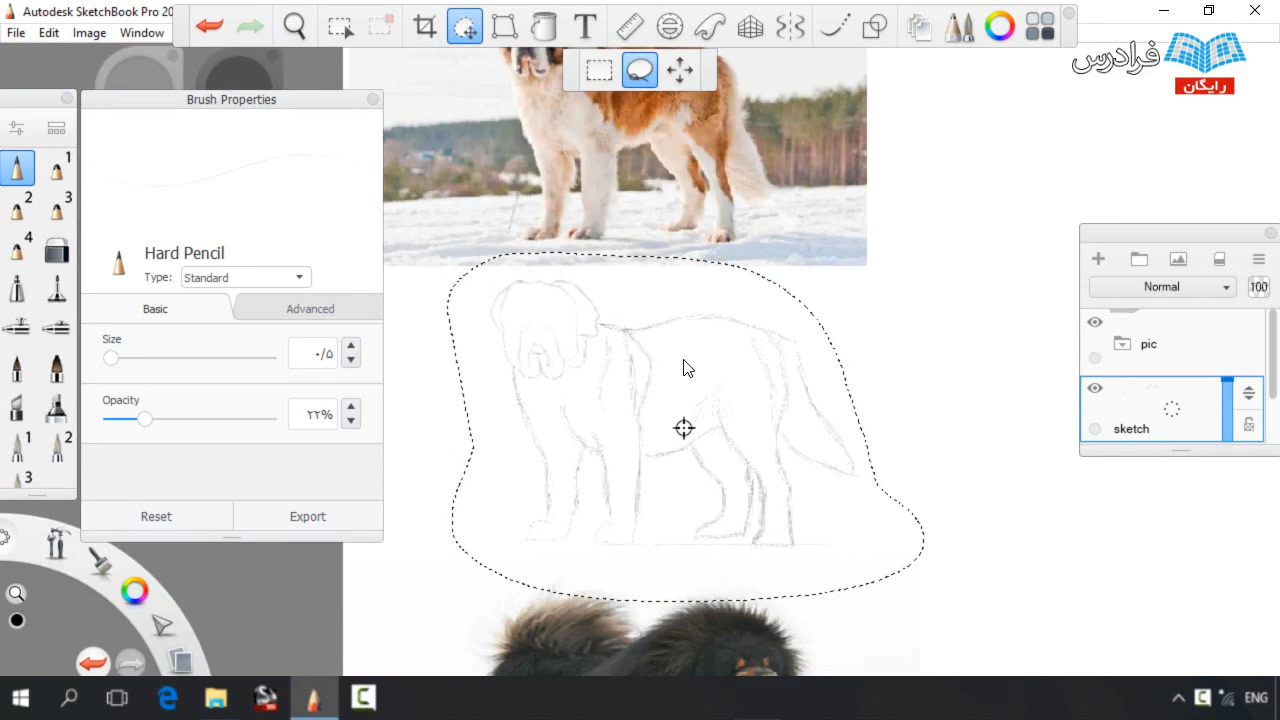 Autodesk SketchBook Pro 20
File Edit Image Window
T
فرادرس
رایگان
Brush Properties
1
2
3
4
Hard Pencil
Type: Standard
Basic Advanced
Size
۰/۵
Opacity
۲۲%
1
2
3
Reset Export
Normal 100
pic
sketch
ENG